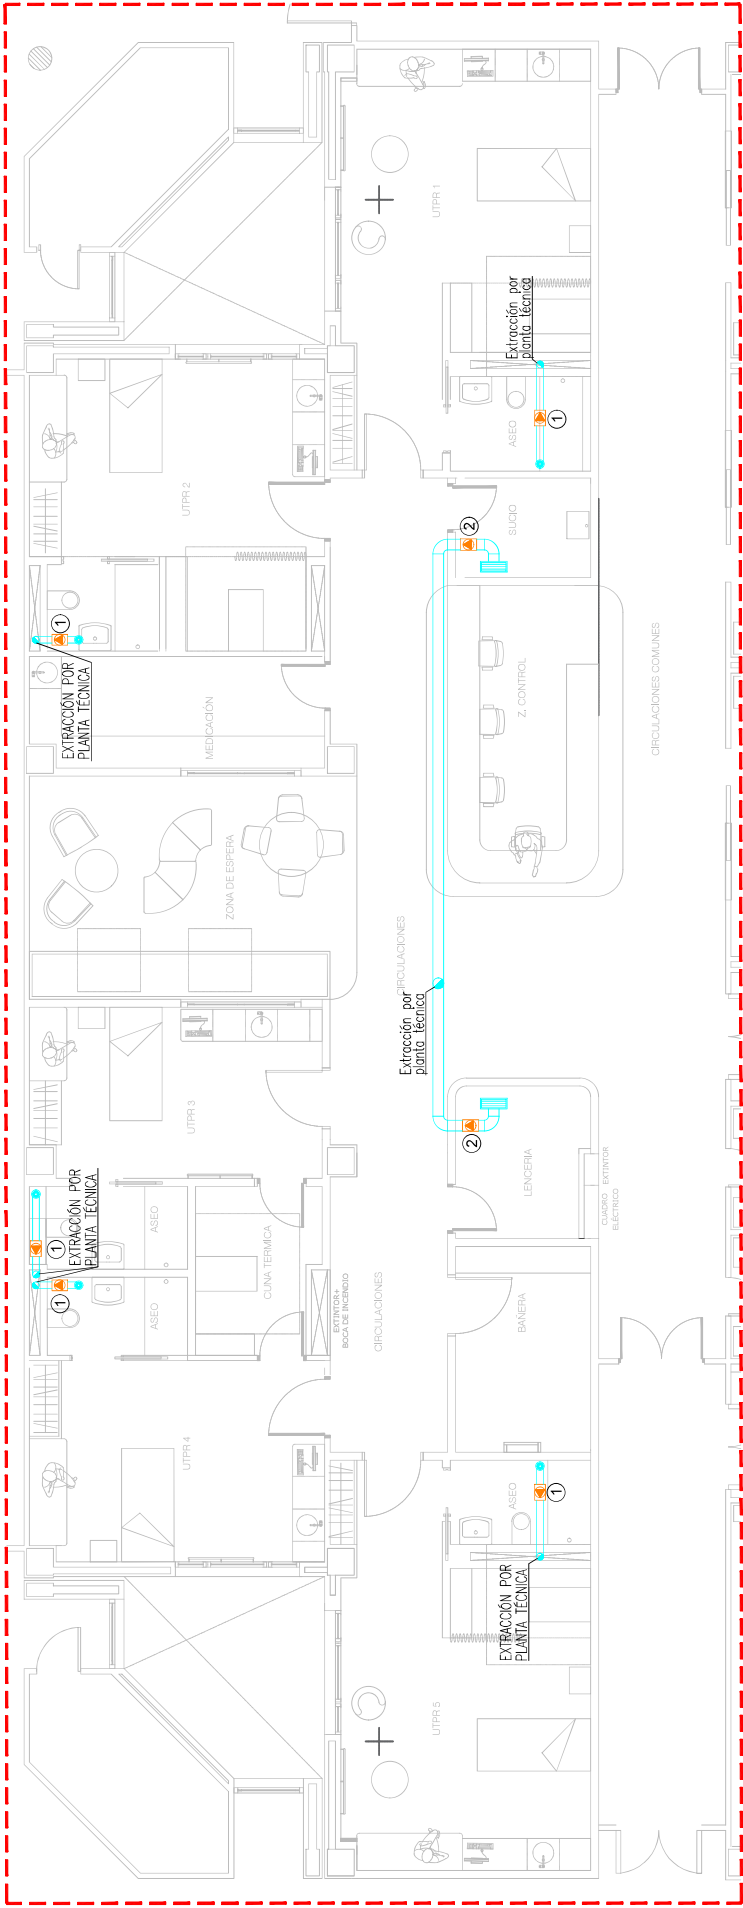 UTPR 1
Extracción por
planta técnica
ASEO
1
UTPR 2
SUCIO
2
1
EXTRACCIÓN POR
PLANTA TÉCNICA
Z. CONTROL
CIRCULACIONES COMUNES
MEDICACIÓN
ZONA DE ESPERA
CIRCULACIONES
Extracción por
planta técnica
UTPR 3
2
LENCERIA
EXTINTOR
CUADRO
ELÉCTRICO
EXTRACCIÓN POR
PLANTA TÉCNICA
1
ASEO
1
ASEO
CUNA TERMICA
EXTINTOR+
BOCA DE INCENDIO
CIRCULACIONES
BAÑERA
UTPR 4
ASEO
1
EXTRACCIÓN POR
PLANTA TÉCNICA
UTPR 5